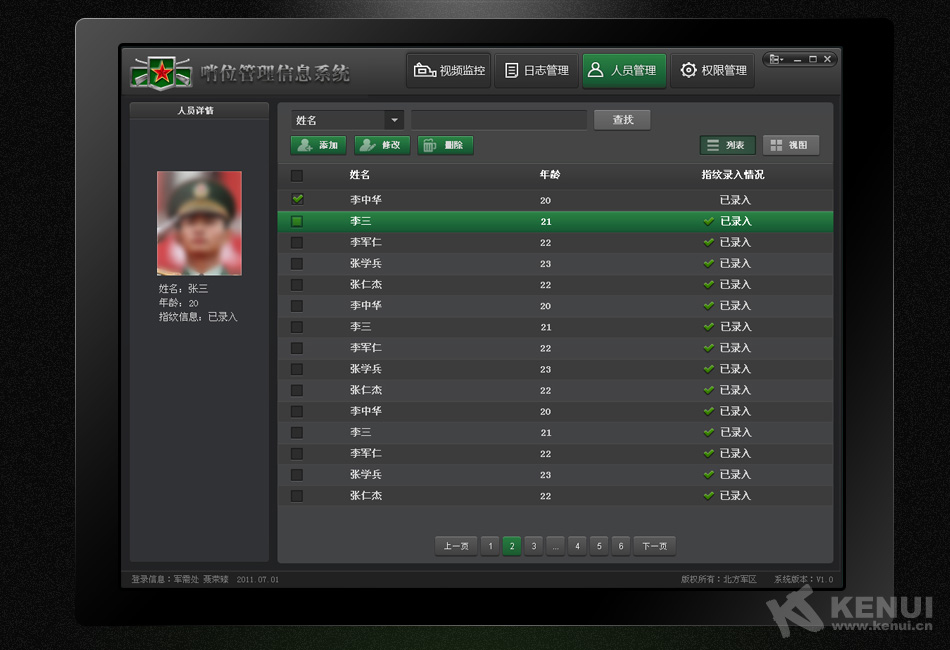 哨位管理信息系统
视频监控 日志管理 人员管理 权限管理
人员详情
姓名 查找
添加 修改 删除 列表 视图
姓名：张三
年龄：20
指纹信息：已录入
姓名 年龄 指纹录入情况
李中华 20 已录入
李三 21 已录入
李军仁 22 已录入
张学兵 23 已录入
张仁杰 22 已录入
李中华 20 已录入
李三 21 已录入
李军仁 22 已录入
张学兵 23 已录入
张仁杰 22 已录入
李中华 20 已录入
李三 21 已录入
李军仁 22 已录入
张学兵 23 已录入
张仁杰 22 已录入
上一页 1 2 3 ... 4 5 6 下一页
登录信息：军需处 聂荣 2011.07.01
版权所有：北方军区 系统版本：V1.0
KENUI
www.kenui.cn